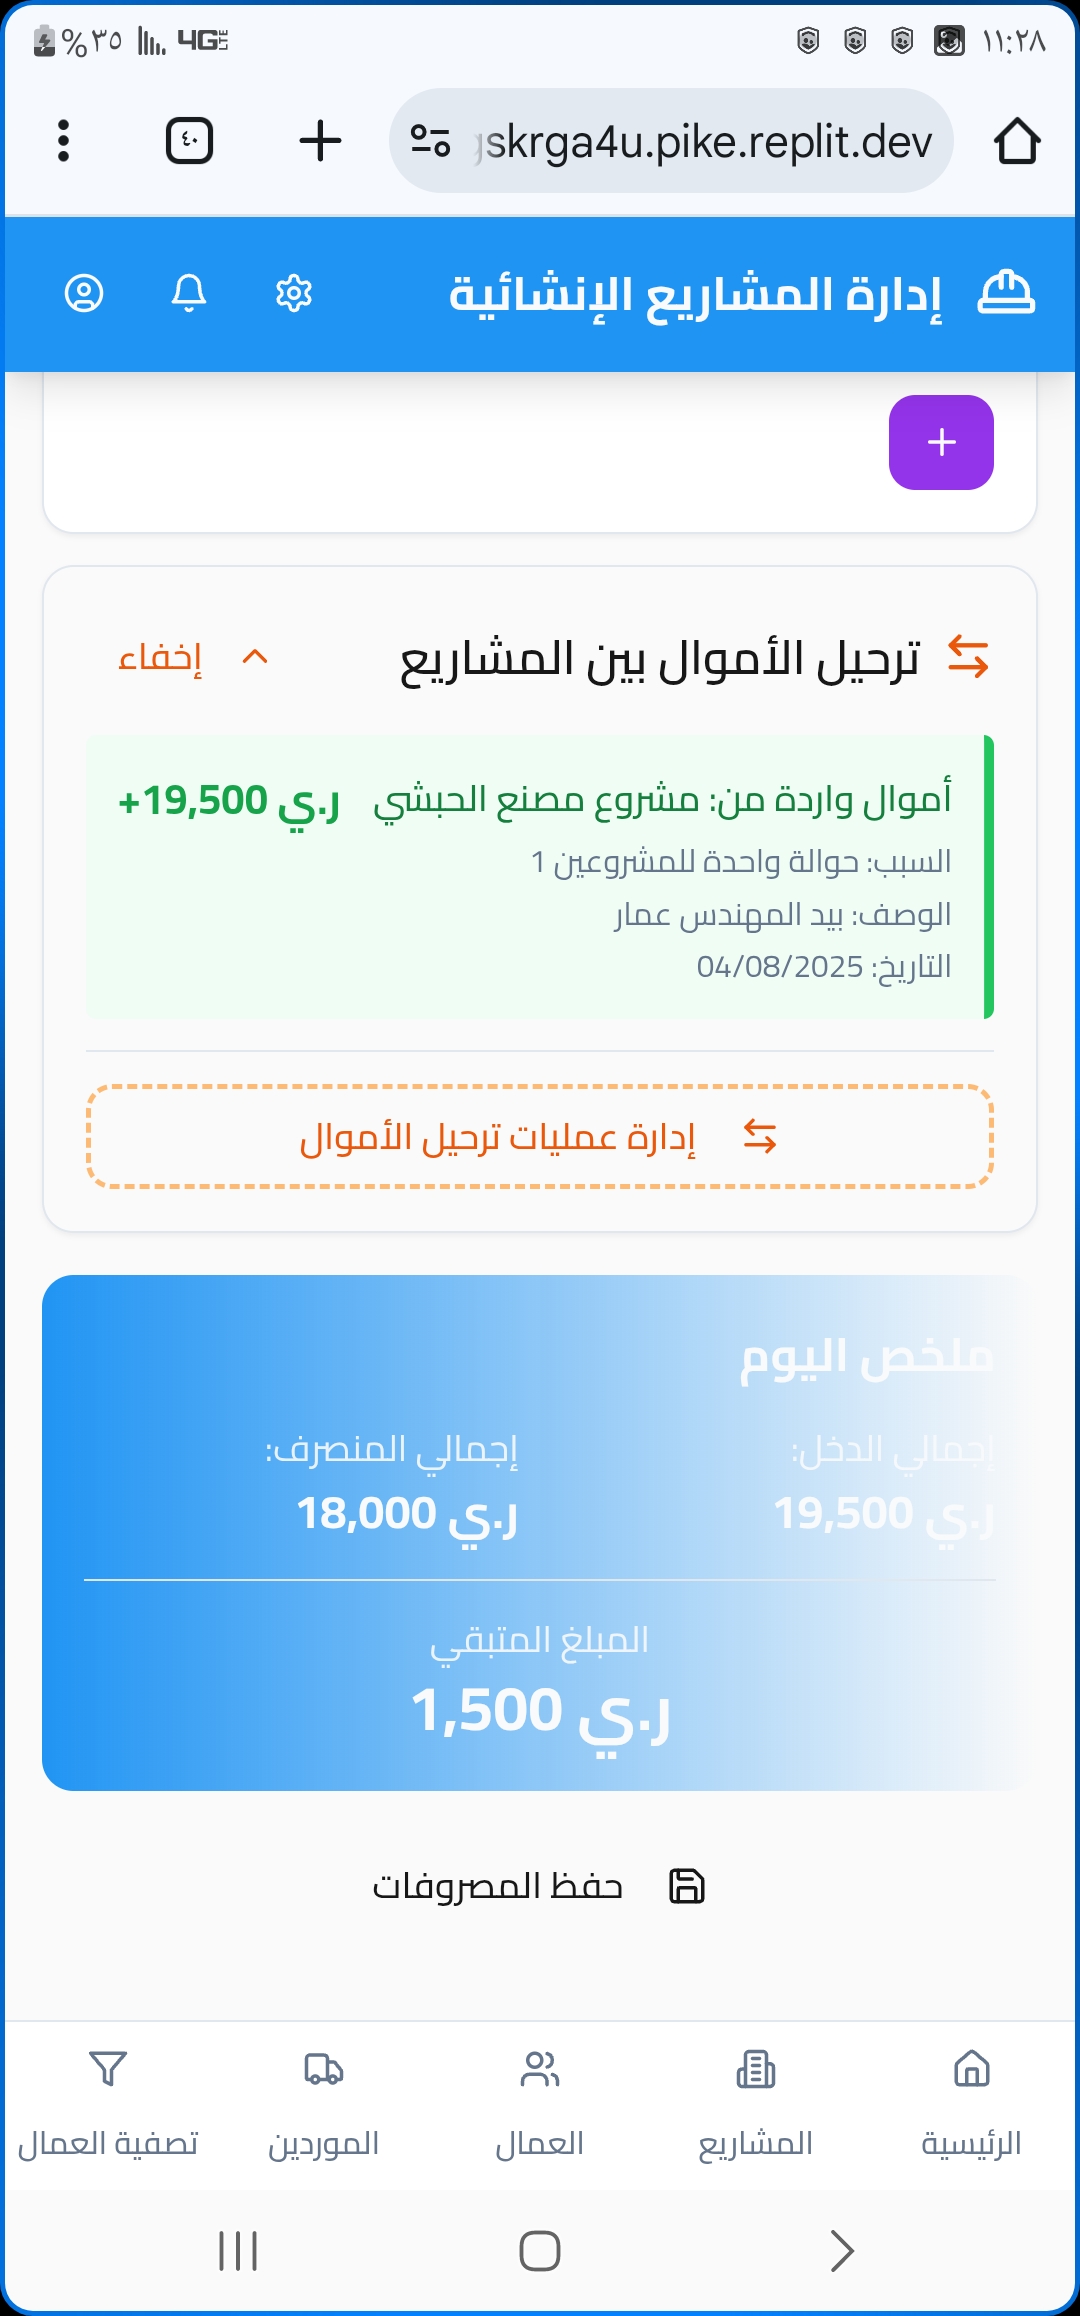 ١١:٢٨
4G LTE
%٣٥
skrga4u.pike.replit.dev
٤٠
إدارة المشاريع الإنشائية
ترحيل الأموال بين المشاريع
إخفاء
أموال واردة من: مشروع مصنع الحبشي
+19,500 ر.ي
السبب: حوالة واحدة للمشروعين 1
الوصف: بيد المهندس عمار
التاريخ: 04/08/2025
إدارة عمليات ترحيل الأموال
ملخص اليوم
إجمالي الدخل:
إجمالي المنصرف:
19,500 ر.ي
18,000 ر.ي
المبلغ المتبقي
1,500 ر.ي
حفظ المصروفات
الرئيسية
المشاريع
العمال
الموردين
تصفية العمال